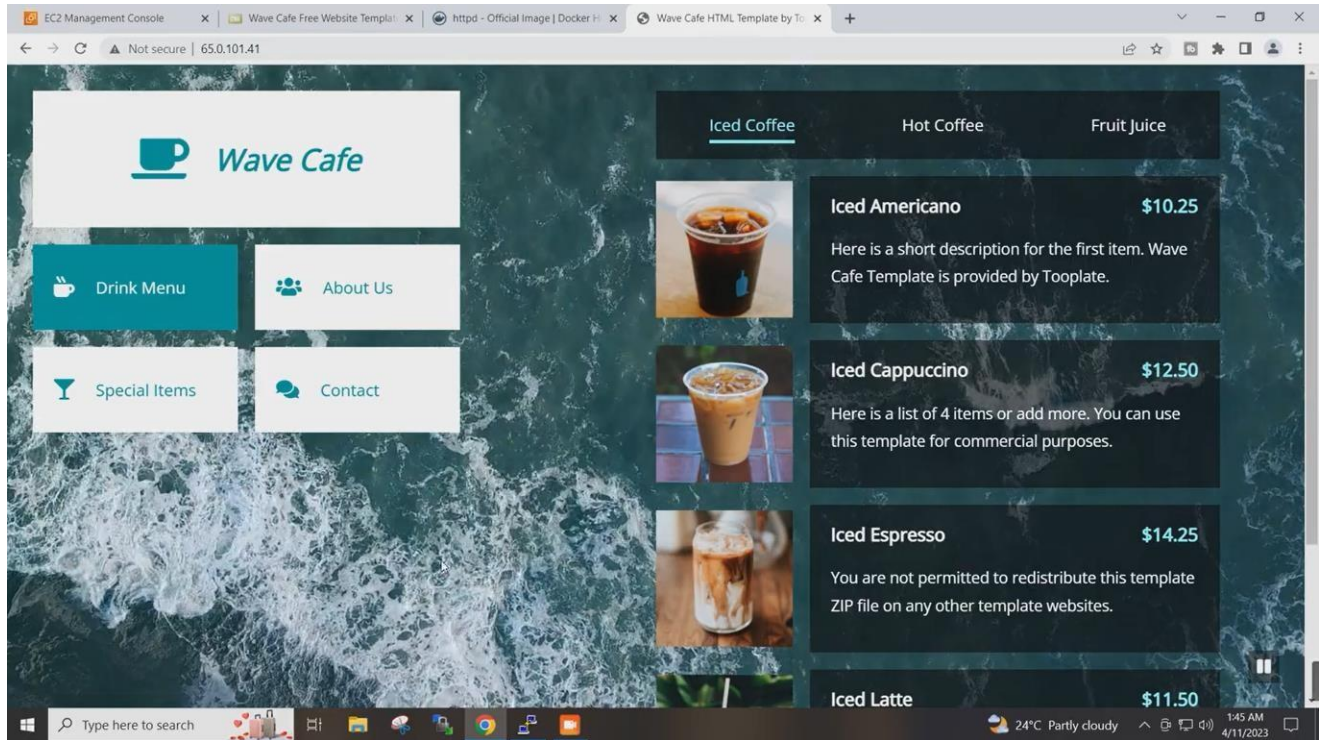 EC2 Management Console
Wave Cafe Free Website Templat
httpd - Official Image | Docker H
Wave Cafe HTML Template by To
Not secure | 65.0.101.41
Wave Cafe
Drink Menu
About Us
Special Items
Contact
Iced Coffee
Hot Coffee
Fruit Juice
Iced Americano
$10.25
Here is a short description for the first item. Wave
Cafe Template is provided by Tooplate.
Iced Cappuccino
$12.50
Here is a list of 4 items or add more. You can use
this template for commercial purposes.
Iced Espresso
$14.25
You are not permitted to redistribute this template
ZIP file on any other template websites.
Iced Latte
$11.50
Type here to search
24°C Partly cloudy
1:45 AM
4/11/2023